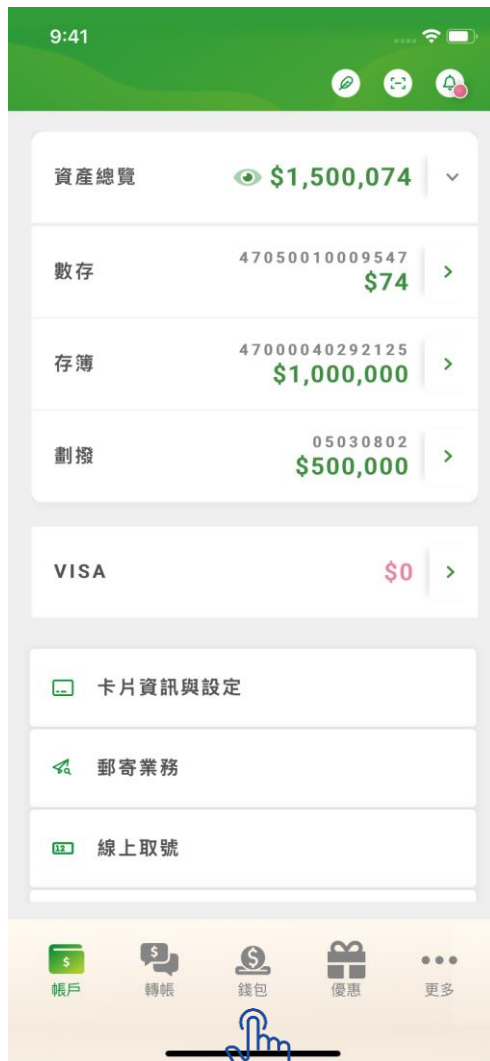 9:41
資產總覽 $1,500,074
數存 47050010009547
$74
存簿 47000040292125
$1,000,000
劃撥 05030802
$500,000
VISA $0
卡片資訊與設定
郵寄業務
12 線上取號
$ $ $
帳戶 轉帳 錢包 優惠 更多